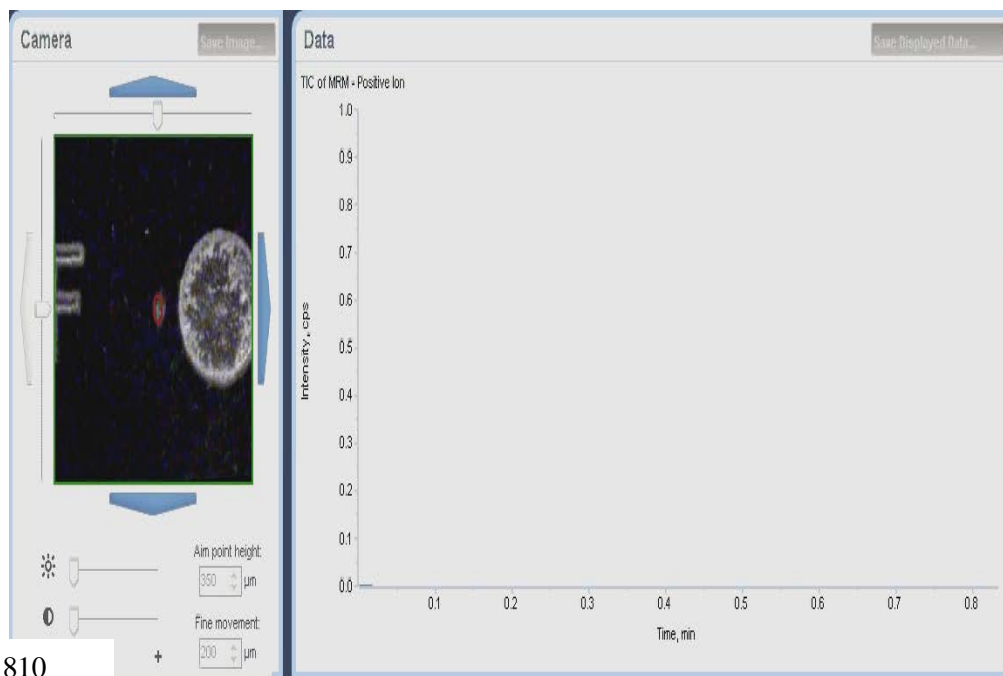 Camera
Save Image...
Aim point height:
350
μm
Fine movement:
200
μm
+
810
Data
Save Displayed Data...
TIC of MRM - Positive Ion
1.0
0.9
0.8
0.7
0.6
0.5
0.4
0.3
0.2
0.1
0.0
Intensity, cps
0.1 0.2 0.3 0.4 0.5 0.6 0.7 0.8
Time, min